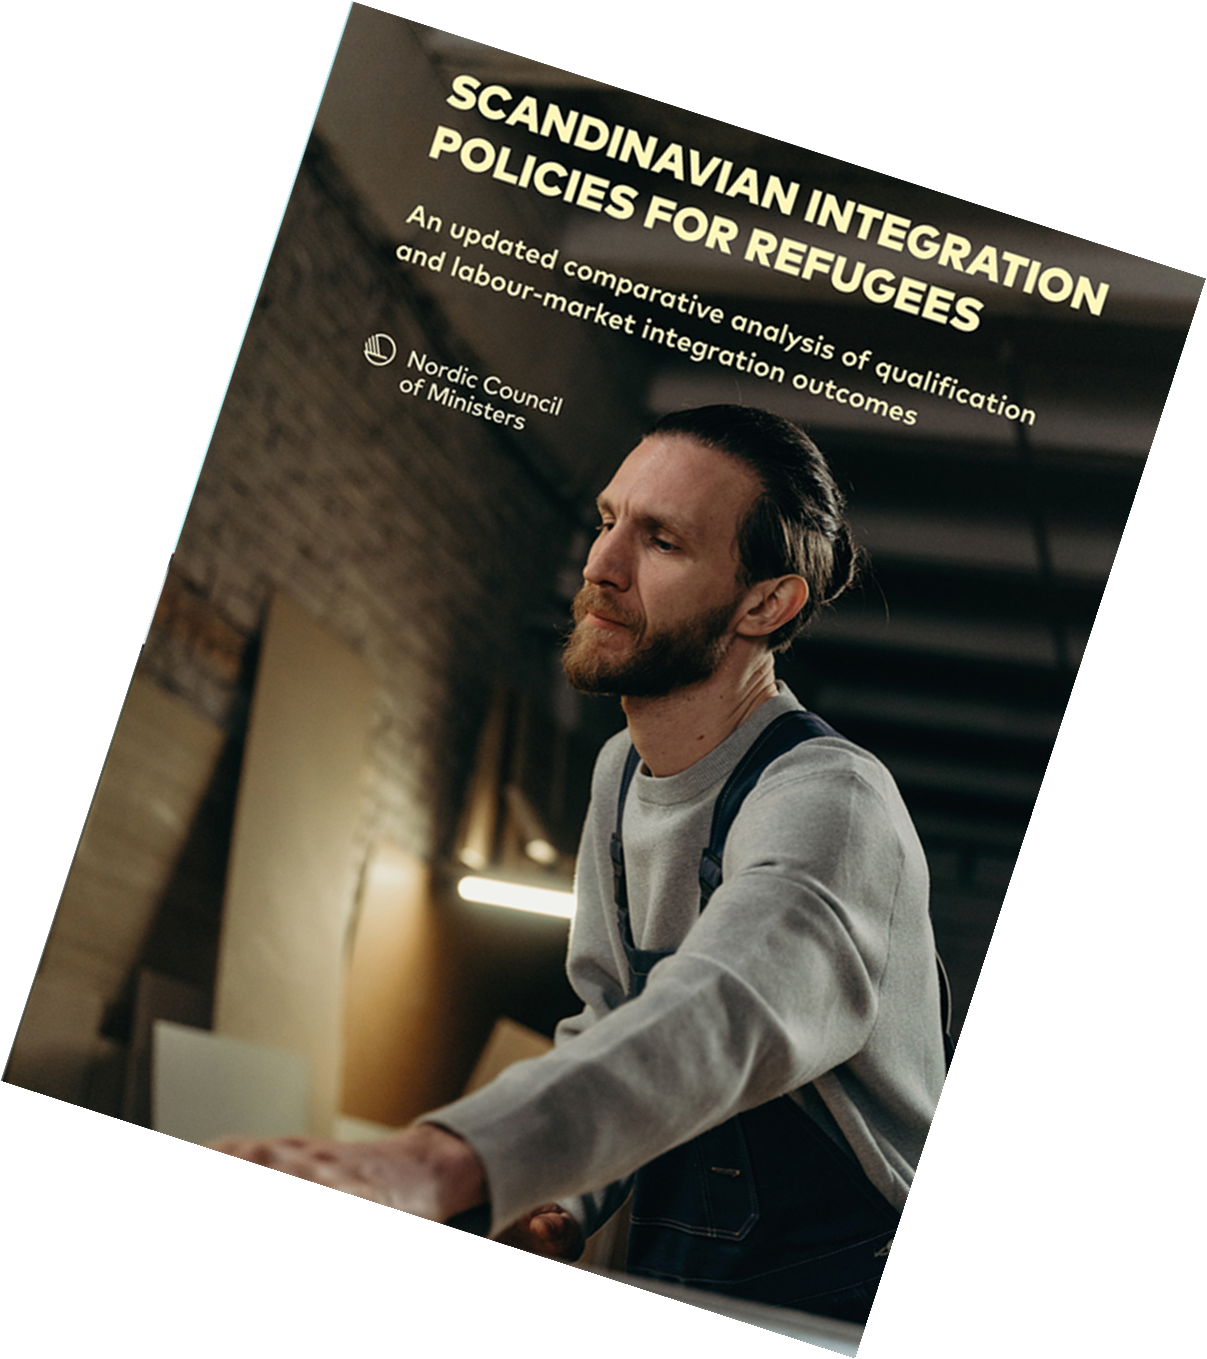 SCANDINAVIAN INTEGRATION
POLICIES FOR REFUGEES
An updated comparative analysis of qualification
and labour-market integration outcomes
Nordic Council
of Ministers